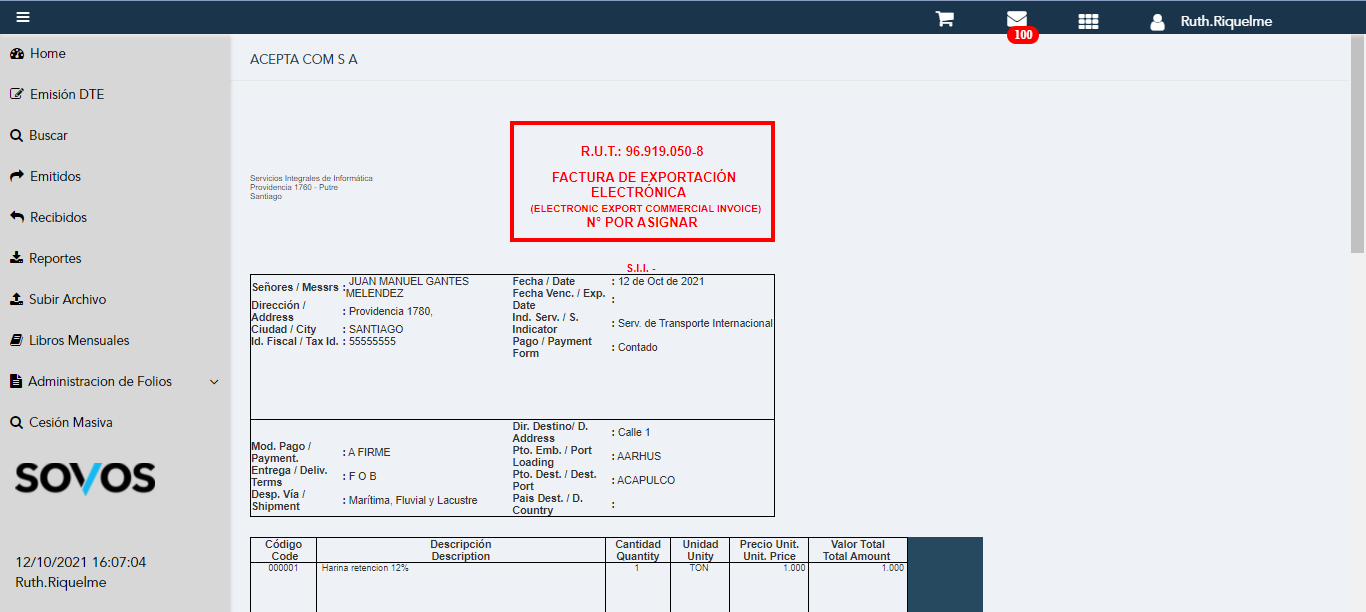 Ruth.Riquelme
100
Home
Emisión DTE
Buscar
Emitidos
Recibidos
Reportes
Subir Archivo
Libros Mensuales
Administracion de Folios
Cesión Masiva
SOVOS
12/10/2021 16:07:04
Ruth.Riquelme
ACEPTA COM S A
Servicios Integrales de Informática
Providencia 1760 - Putre
Santiago
R.U.T.: 96.919.050-8
FACTURA DE EXPORTACIÓN
ELECTRÓNICA
(ELECTRONIC EXPORT COMMERCIAL INVOICE)
N° POR ASIGNAR
S.I.I. -
Señores / Messrs : JUAN MANUEL GANTES
MELENDEZ
Dirección /
Address : Providencia 1780,
Ciudad / City : SANTIAGO
Id. Fiscal / Tax Id. : 55555555
Fecha / Date : 12 de Oct de 2021
Fecha Venc. / Exp.
Date :
Ind. Serv. / S.
Indicator : Serv. de Transporte Internacional
Pago / Payment
Form : Contado
Mod. Pago /
Payment. : A FIRME
Entrega / Deliv.
Terms : F O B
Desp. Vía /
Shipment : Marítima, Fluvial y Lacustre
Dir. Destino/ D.
Address : Calle 1
Pto. Emb. / Port
Loading : AARHUS
Pto. Dest. / Dest.
Port : ACAPULCO
Pais Dest. / D.
Country :
Código Descripción Cantidad Unidad Precio Unit. Valor Total
Code Description Quantity Unity Unit. Price Total Amount
000001 Harina retencion 12% 1 TON 1.000 1.000